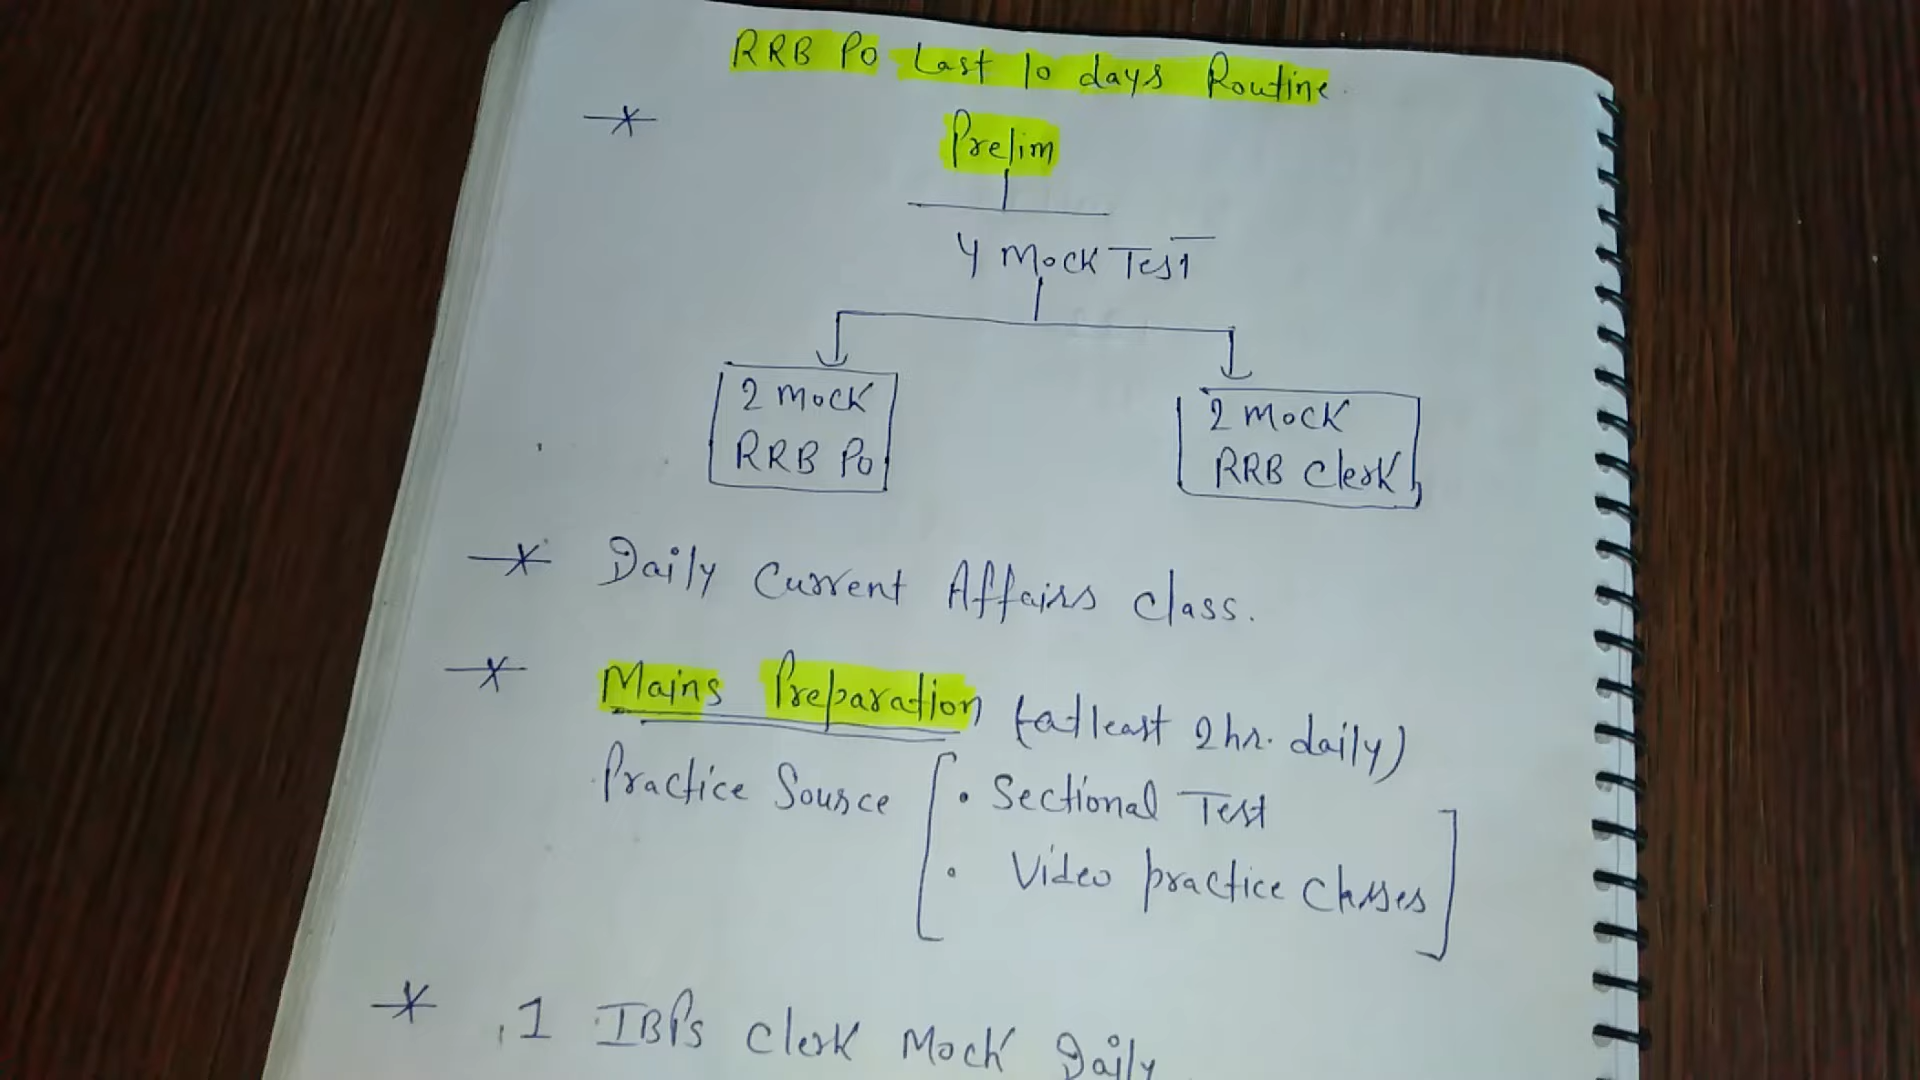 RRB PO Last 10 days Routine
Prelim
4 Mock Test
2 Mock
RRB PO
2 Mock
RRB Clerk
Daily Current Affairs class.
Mains Preparation (atleast 2hr. daily)
Practice Source [ • Sectional Test
• Video practice Classes ]
1 IBPS Clerk Mock Daily